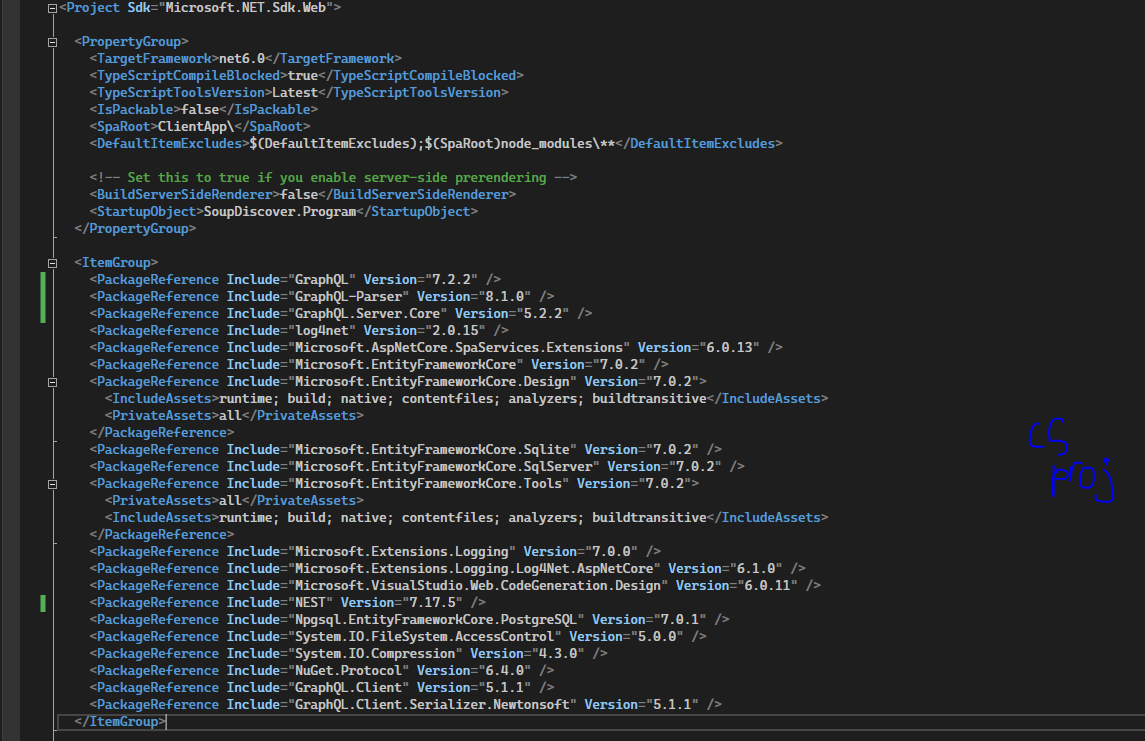 <Project Sdk="Microsoft.NET.Sdk.Web">
<PropertyGroup>
<TargetFramework>net6.0</TargetFramework>
<TypeScriptCompileBlocked>true</TypeScriptCompileBlocked>
<TypeScriptToolsVersion>Latest</TypeScriptToolsVersion>
<IsPackable>false</IsPackable>
<SpaRoot>ClientApp\</SpaRoot>
<DefaultItemExcludes>$(DefaultItemExcludes);$(SpaRoot)node_modules\**</DefaultItemExcludes>
<!-- Set this to true if you enable server-side prerendering -->
<BuildServerSideRenderer>false</BuildServerSideRenderer>
<StartupObject>SoupDiscover.Program</StartupObject>
</PropertyGroup>
<ItemGroup>
<PackageReference Include="GraphQL" Version="7.2.2" />
<PackageReference Include="GraphQL-Parser" Version="8.1.0" />
<PackageReference Include="GraphQL.Server.Core" Version="5.2.2" />
<PackageReference Include="log4net" Version="2.0.15" />
<PackageReference Include="Microsoft.AspNetCore.SpaServices.Extensions" Version="6.0.13" />
<PackageReference Include="Microsoft.EntityFrameworkCore" Version="7.0.2" />
<PackageReference Include="Microsoft.EntityFrameworkCore.Design" Version="7.0.2">
<IncludeAssets>runtime; build; native; contentfiles; analyzers; buildtransitive</IncludeAssets>
<PrivateAssets>all</PrivateAssets>
</PackageReference>
<PackageReference Include="Microsoft.EntityFrameworkCore.Sqlite" Version="7.0.2" />
<PackageReference Include="Microsoft.EntityFrameworkCore.SqlServer" Version="7.0.2" />
<PackageReference Include="Microsoft.EntityFrameworkCore.Tools" Version="7.0.2">
<PrivateAssets>all</PrivateAssets>
<IncludeAssets>runtime; build; native; contentfiles; analyzers; buildtransitive</IncludeAssets>
</PackageReference>
<PackageReference Include="Microsoft.Extensions.Logging" Version="7.0.0" />
<PackageReference Include="Microsoft.Extensions.Logging.Log4Net.AspNetCore" Version="6.1.0" />
<PackageReference Include="Microsoft.VisualStudio.Web.CodeGeneration.Design" Version="6.0.11" />
<PackageReference Include="NEST" Version="7.17.5" />
<PackageReference Include="Npgsql.EntityFrameworkCore.PostgreSQL" Version="7.0.1" />
<PackageReference Include="System.IO.FileSystem.AccessControl" Version="5.0.0" />
<PackageReference Include="System.IO.Compression" Version="4.3.0" />
<PackageReference Include="NuGet.Protocol" Version="6.4.0" />
<PackageReference Include="GraphQL.Client" Version="5.1.1" />
<PackageReference Include="GraphQL.Client.Serializer.Newtonsoft" Version="5.1.1" />
</ItemGroup>
cs
proj